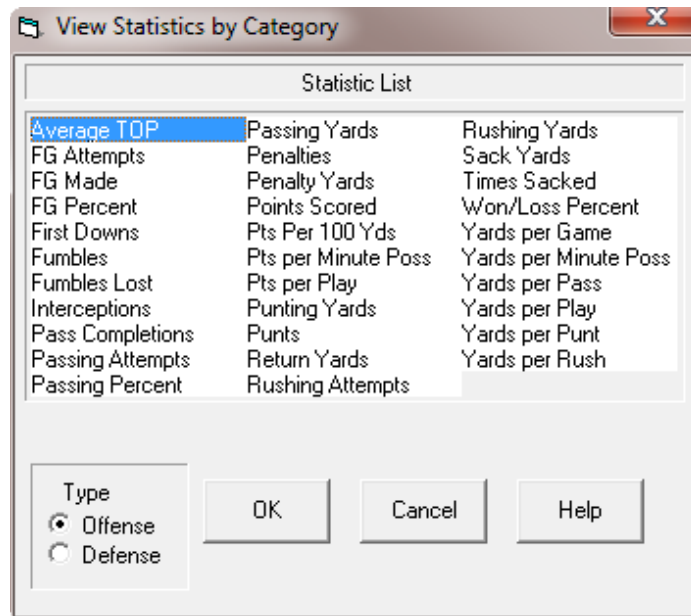 View Statistics by Category
Statistic List
Average TOP
FG Attempts
FG Made
FG Percent
First Downs
Fumbles
Fumbles Lost
Interceptions
Pass Completions
Passing Attempts
Passing Percent
Passing Yards
Penalties
Penalty Yards
Points Scored
Pts Per 100 Yds
Pts per Minute Poss
Pts per Play
Punting Yards
Punts
Return Yards
Rushing Attempts
Rushing Yards
Sack Yards
Times Sacked
Won/Loss Percent
Yards per Game
Yards per Minute Poss
Yards per Pass
Yards per Play
Yards per Punt
Yards per Rush
Type
Offense
Defense
OK
Cancel
Help